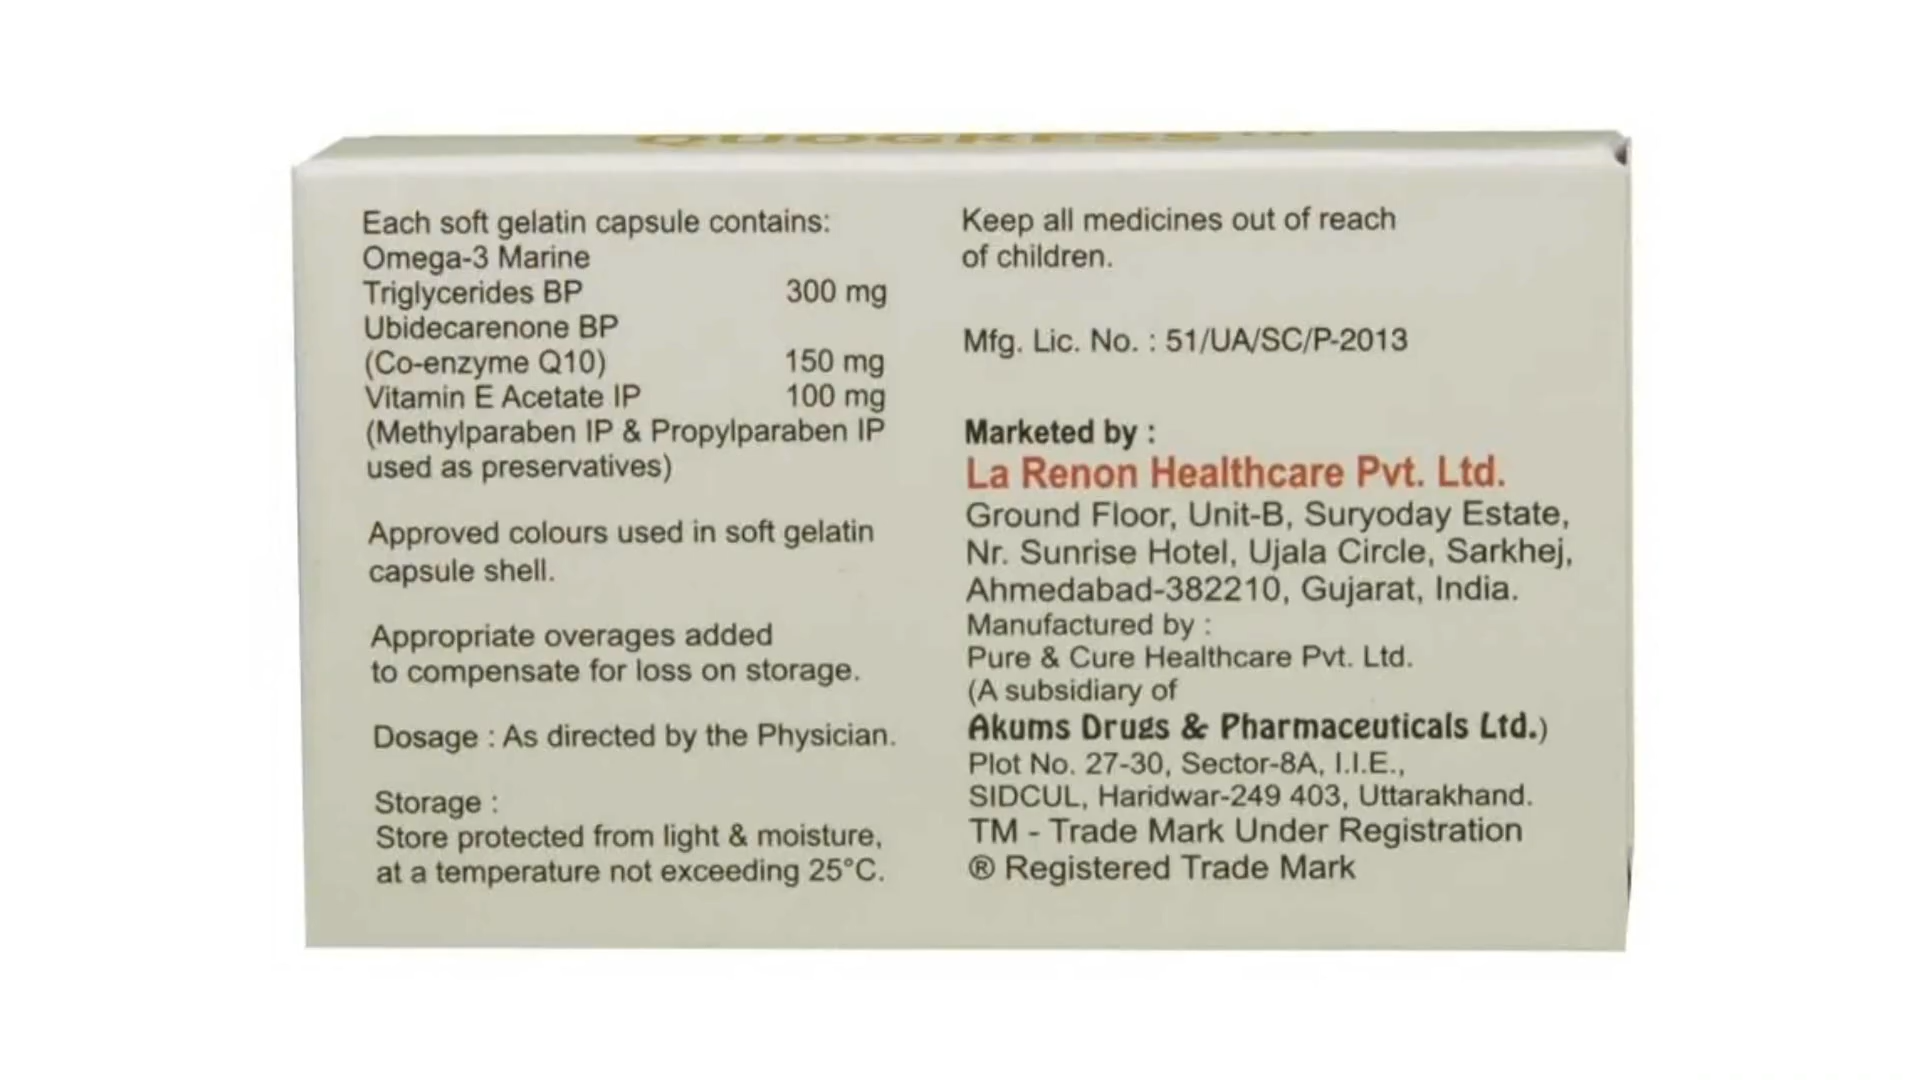 QUOGRESS™
Each soft gelatin capsule contains:
Omega-3 Marine
Triglycerides BP 300 mg
Ubidecarenone BP
(Co-enzyme Q10) 150 mg
Vitamin E Acetate IP 100 mg
(Methylparaben IP & Propylparaben IP
used as preservatives)
Approved colours used in soft gelatin
capsule shell.
Appropriate overages added
to compensate for loss on storage.
Dosage : As directed by the Physician.
Storage :
Store protected from light & moisture,
at a temperature not exceeding 25°C.
Keep all medicines out of reach
of children.
Mfg. Lic. No. : 51/UA/SC/P-2013
Marketed by :
La Renon Healthcare Pvt. Ltd.
Ground Floor, Unit-B, Suryoday Estate,
Nr. Sunrise Hotel, Ujala Circle, Sarkhej,
Ahmedabad-382210, Gujarat, India.
Manufactured by :
Pure & Cure Healthcare Pvt. Ltd.
(A subsidiary of
Akums Drugs & Pharmaceuticals Ltd.)
Plot No. 27-30, Sector-8A, I.I.E.,
SIDCUL, Haridwar-249 403, Uttarakhand.
TM - Trade Mark Under Registration
® Registered Trade Mark